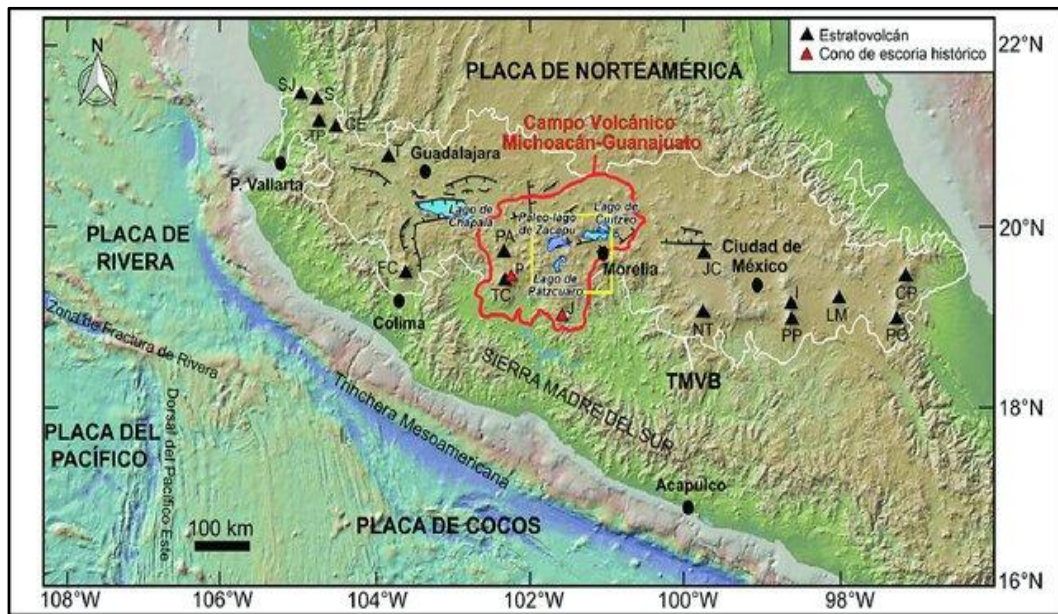 N
Estratovolcán
Cono de escoria histórico
22°N
PLACA DE NORTEAMÉRICA
SJ
S
TP
CE
Campo Volcánico
Michoacán-Guanajuato
T
Guadalajara
P. Vallarta
Lago de
Chapala
Paleo-lago
de Zacapu
Lago de
Cuitzeo
20°N
PLACA DE
RIVERA
PA
Ciudad de
México
JC
Morelia
FC
P
TC
Lago de
Pátzcuaro
CP
I
LM
J
Colima
NT
PP
PO
Zona de Fractura de Rivera
SIERRA MADRE DEL SUR
TMVB
Trinchera Mesoamericana
18°N
PLACA DEL
PACÍFICO
Dorsal del Pacífico Este
Acapulco
100 km
PLACA DE COCOS
16°N
108°W
106°W
104°W
102°W
100°W
98°W